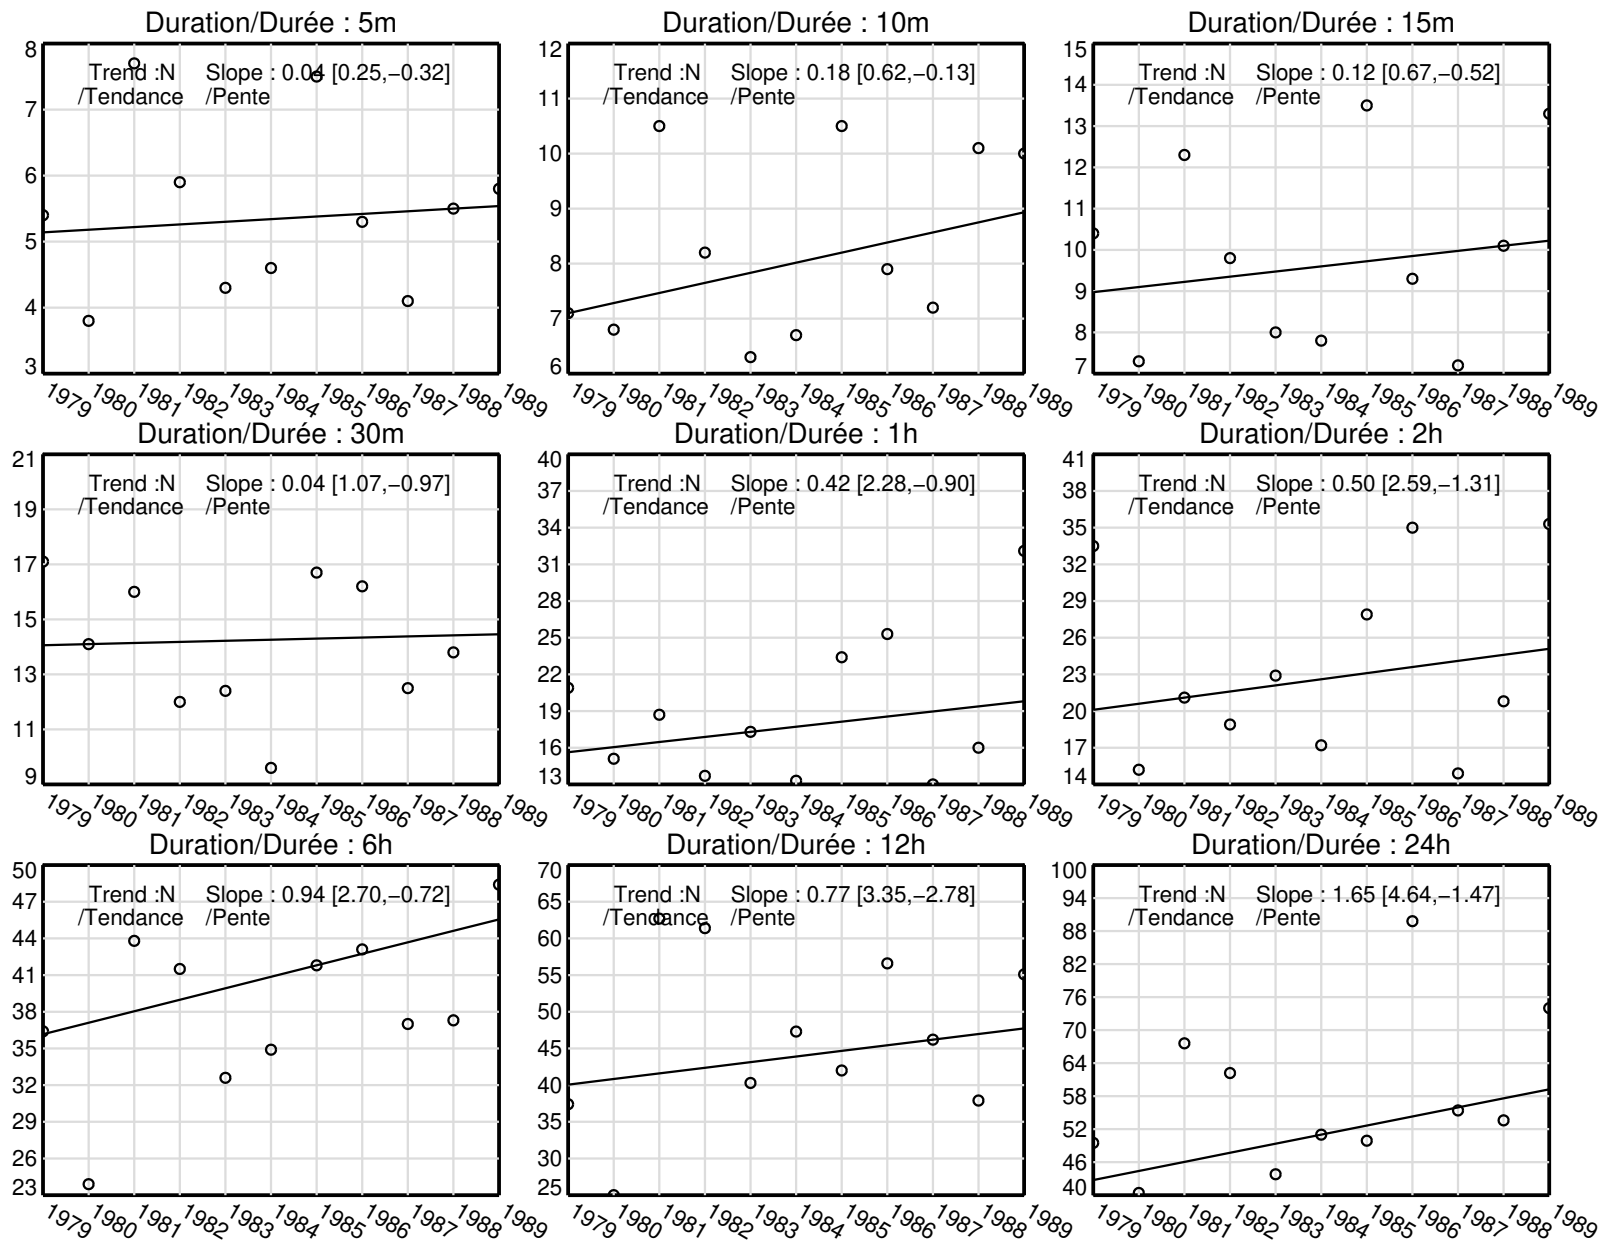 Duration/Durée : 5m
8
7
6
5
4
3
Trend :N Slope : 0.04 [0.25,−0.32]
/Tendance /Pente
1979 1980 1981 1982 1983 1984 1985 1986 1987 1988 1989
Duration/Durée : 10m
12
11
10
9
8
7
6
Trend :N Slope : 0.18 [0.62,−0.13]
/Tendance /Pente
1979 1980 1981 1982 1983 1984 1985 1986 1987 1988 1989
Duration/Durée : 15m
15
14
13
12
11
10
9
8
7
Trend :N Slope : 0.12 [0.67,−0.52]
/Tendance /Pente
1979 1980 1981 1982 1983 1984 1985 1986 1987 1988 1989
Duration/Durée : 30m
21
19
17
15
13
11
9
Trend :N Slope : 0.04 [1.07,−0.97]
/Tendance /Pente
1979 1980 1981 1982 1983 1984 1985 1986 1987 1988 1989
Duration/Durée : 1h
40
37
34
31
28
25
22
19
16
13
Trend :N Slope : 0.42 [2.28,−0.90]
/Tendance /Pente
1979 1980 1981 1982 1983 1984 1985 1986 1987 1988 1989
Duration/Durée : 2h
41
38
35
32
29
26
23
20
17
14
Trend :N Slope : 0.50 [2.59,−1.31]
/Tendance /Pente
1979 1980 1981 1982 1983 1984 1985 1986 1987 1988 1989
Duration/Durée : 6h
50
47
44
41
38
35
32
29
26
23
Trend :N Slope : 0.94 [2.70,−0.72]
/Tendance /Pente
1979 1980 1981 1982 1983 1984 1985 1986 1987 1988 1989
Duration/Durée : 12h
70
65
60
55
50
45
40
35
30
25
Trend :N Slope : 0.77 [3.35,−2.78]
/Tendance /Pente
1979 1980 1981 1982 1983 1984 1985 1986 1987 1988 1989
Duration/Durée : 24h
100
94
88
82
76
70
64
58
52
46
40
Trend :N Slope : 1.65 [4.64,−1.47]
/Tendance /Pente
1979 1980 1981 1982 1983 1984 1985 1986 1987 1988 1989